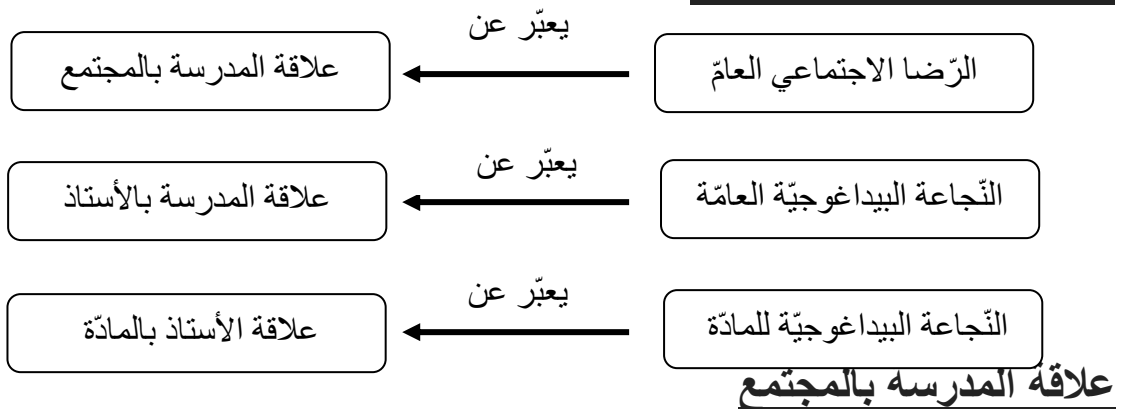 يعبّر عن
الرّضا الاجتماعي العامّ
علاقة المدرسة بالمجتمع
يعبّر عن
النّجاعة البيداغوجيّة العامّة
علاقة المدرسة بالأستاذ
يعبّر عن
النّجاعة البيداغوجيّة للمادّة
علاقة الأستاذ بالمادّة
علاقة المدرسه بالمجتمع